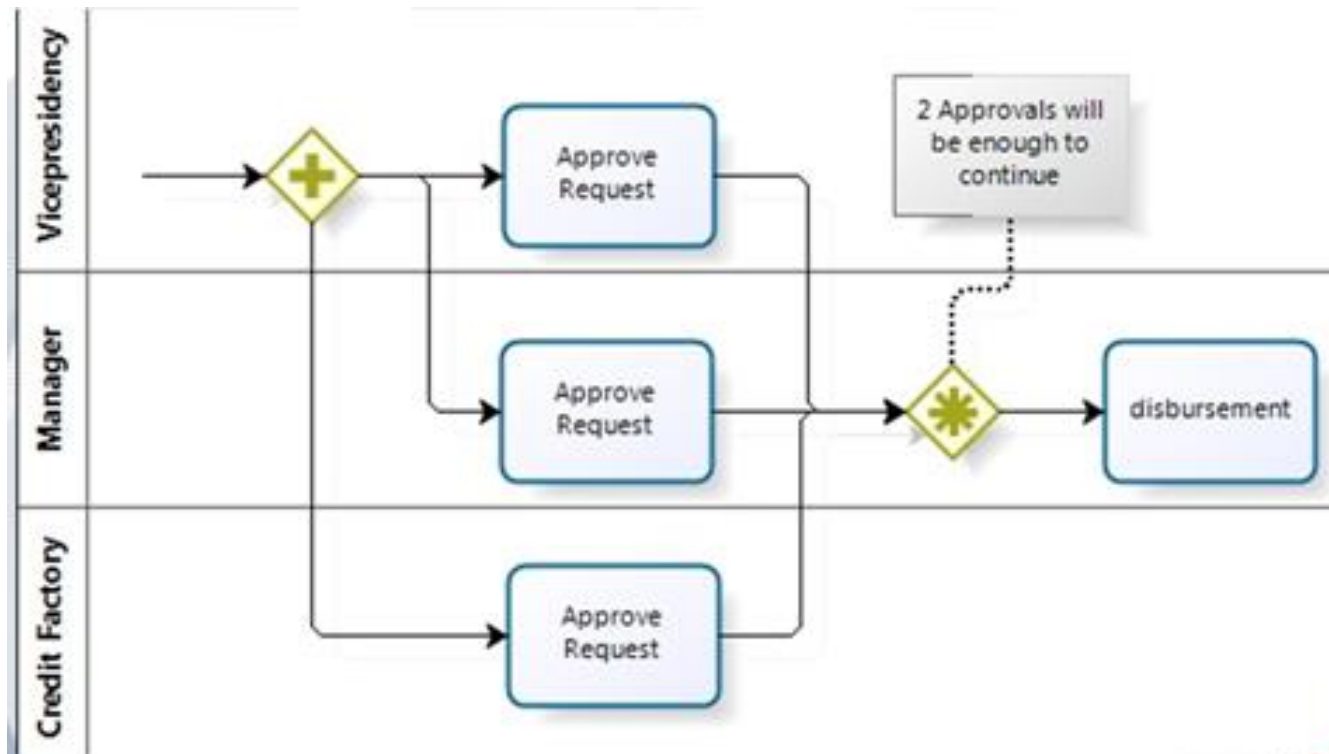 Vicepresidency
Approve
Request
2 Approvals will
be enough to
continue
Manager
Approve
Request
disbursement
Credit Factory
Approve
Request